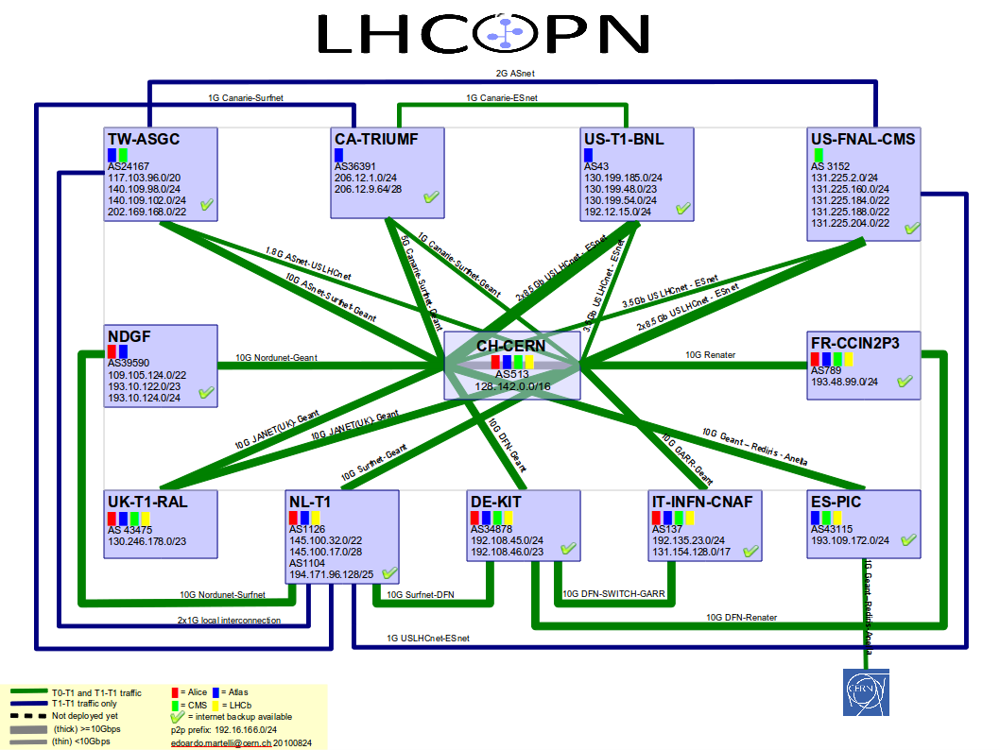 LHCOPN
2G ASnet
1G Canarie-Surfnet
1G Canarie-ESnet
TW-ASGC
AS24167
117.103.96.0/20
140.109.98.0/24
140.109.102.0/24
202.169.168.0/22
CA-TRIUMF
AS36391
206.12.1.0/24
206.12.9.64/28
US-T1-BNL
AS43
130.199.185.0/24
130.199.48.0/23
130.199.54.0/24
192.12.15.0/24
US-FNAL-CMS
AS 3152
131.225.2.0/24
131.225.160.0/24
131.225.184.0/22
131.225.188.0/22
131.225.204.0/22
1.8G ASnet-USLHCnet
10G ASnet-Surfnet Geant
5G Canarie-Surfnet-Geant
1G Canarie-Surfnet-Geant
2x8.5 Gb USLHCnet - ESnet
3.5Gb US LHCnet - ESnet
3.5Gb US LHCnet - ESnet
2x8.5 Gb USLHCnet - ESnet
NDGF
AS39590
109.105.124.0/22
193.10.122.0/23
193.10.124.0/24
10G Nordunet-Geant
CH-CERN
AS513
128.142.0.0/16
10G Renater
FR-CCIN2P3
AS789
193.48.99.0/24
10G JANET(UK)- Geant
10G JANET(UK)- Geant
10G Surfnet-Geant
10G DFN-Geant
10G GARR-Geant
10G Geant – Rediris - Anella
UK-T1-RAL
AS 43475
130.246.178.0/23
NL-T1
AS1126
145.100.32.0/22
145.100.17.0/28
AS1104
194.171.96.128/25
DE-KIT
AS34878
192.108.45.0/24
192.108.46.0/23
IT-INFN-CNAF
AS137
192.135.23.0/24
131.154.128.0/17
ES-PIC
AS43115
193.109.172.0/24
10G Nordunet-Surfnet
10G Surfnet-DFN
10G DFN-SWITCH-GARR
2x1G local interconnection
10G DFN-Renater
1G USLHCnet-ESnet
1G Geant – Rediris-Anella
CERN
T0-T1 and T1-T1 traffic
T1-T1 traffic only
Not deployed yet
(thick) >=10Gbps
(thin) <10Gbps
= Alice = Atlas
= CMS = LHCb
= internet backup available
p2p prefix: 192.16.166.0/24
edoardo.martelli@cern.ch 20100824